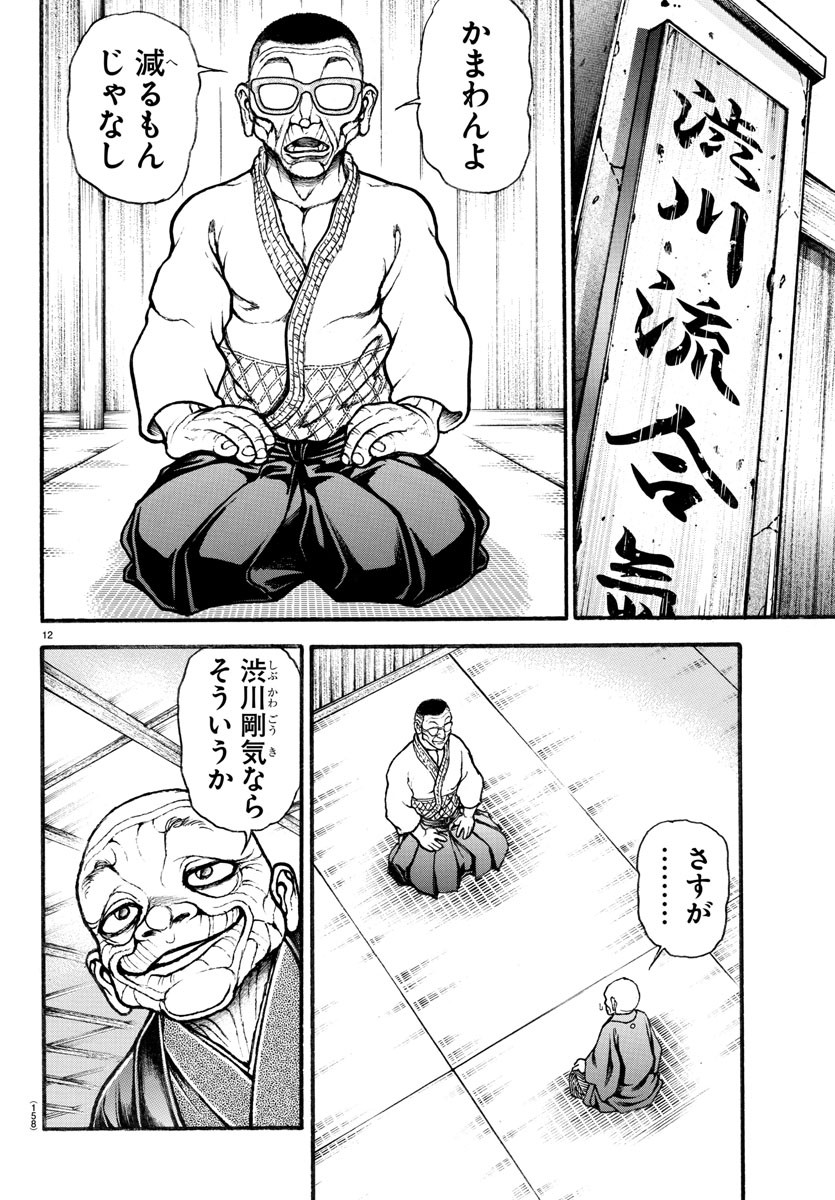 渋川流合気
かまわんよ
減るもん
じゃなし
さすが
………
渋川剛気なら
そういうか
12
(158)